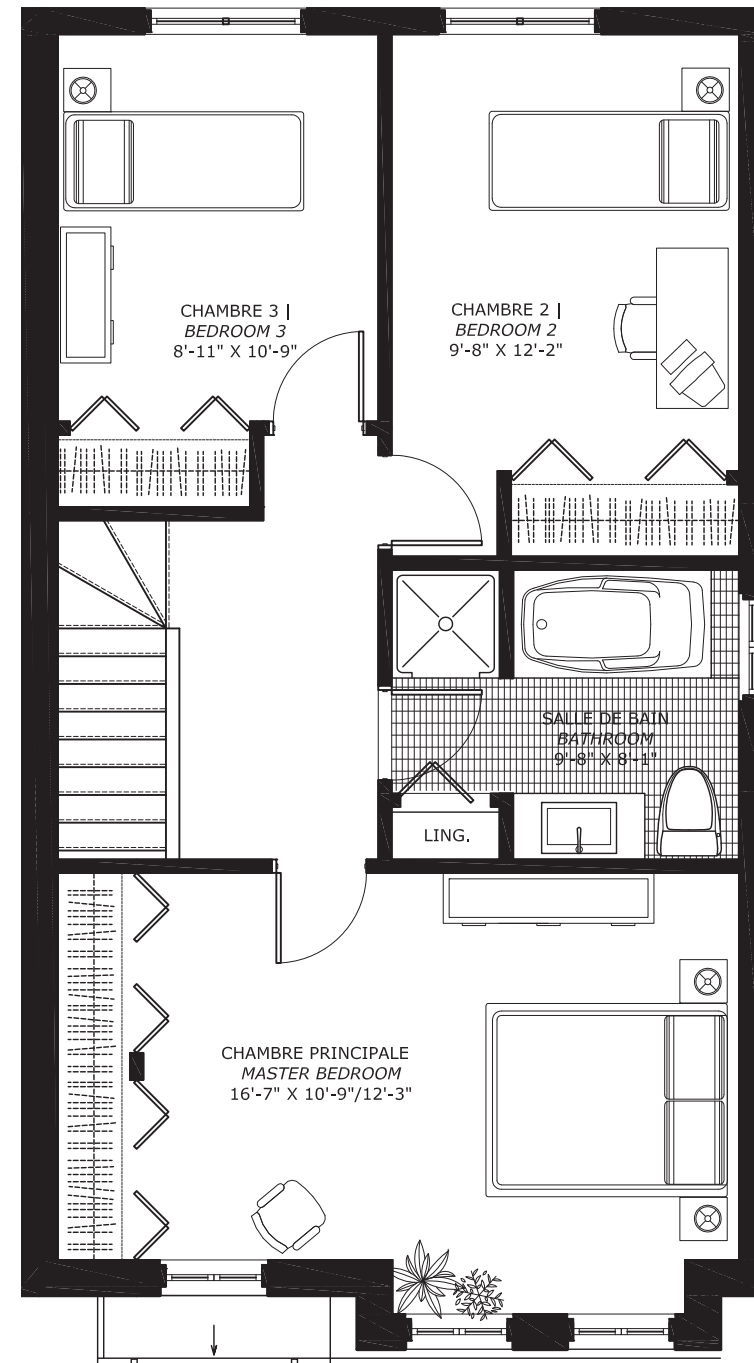 CHAMBRE 3 |
BEDROOM 3
8'-11" X 10'-9"
CHAMBRE 2 |
BEDROOM 2
9'-8" X 12'-2"
SALLE DE BAIN
BATHROOM
9'-8" X 8'-1"
LING.
CHAMBRE PRINCIPALE
MASTER BEDROOM
16'-7" X 10'-9"/12'-3"